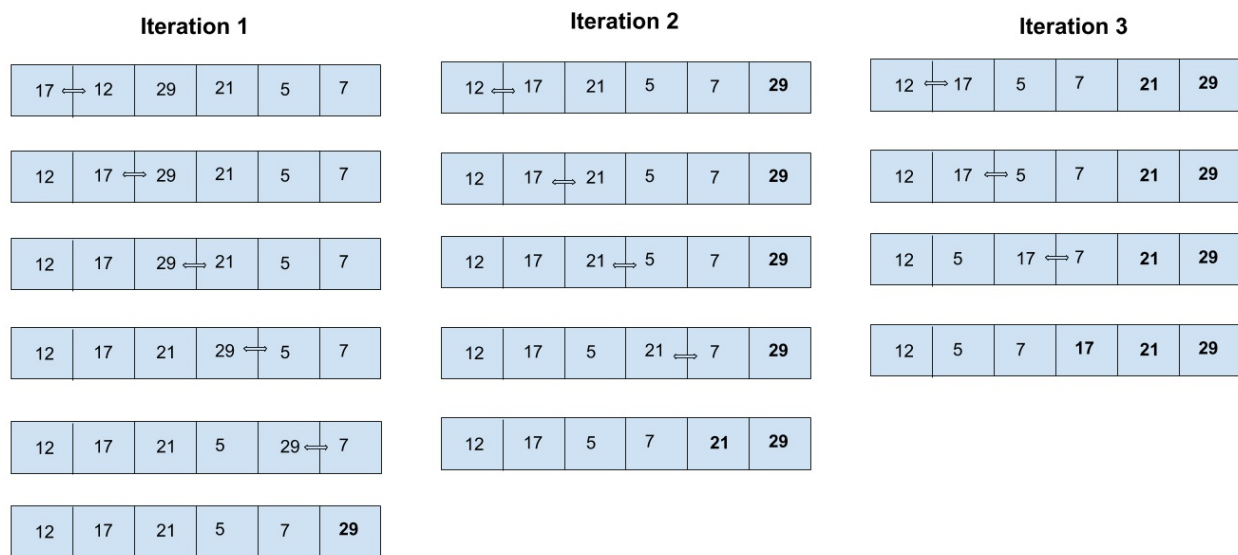 Iteration 1
17 12 29 21 5 7
12 17 29 21 5 7
12 17 29 21 5 7
12 17 21 29 5 7
12 17 21 5 29 7
12 17 21 5 7 29
Iteration 2
12 17 21 5 7 29
12 17 21 5 7 29
12 17 21 5 7 29
12 17 5 21 7 29
12 17 5 7 21 29
Iteration 3
12 17 5 7 21 29
12 17 5 7 21 29
12 5 17 7 21 29
12 5 7 17 21 29